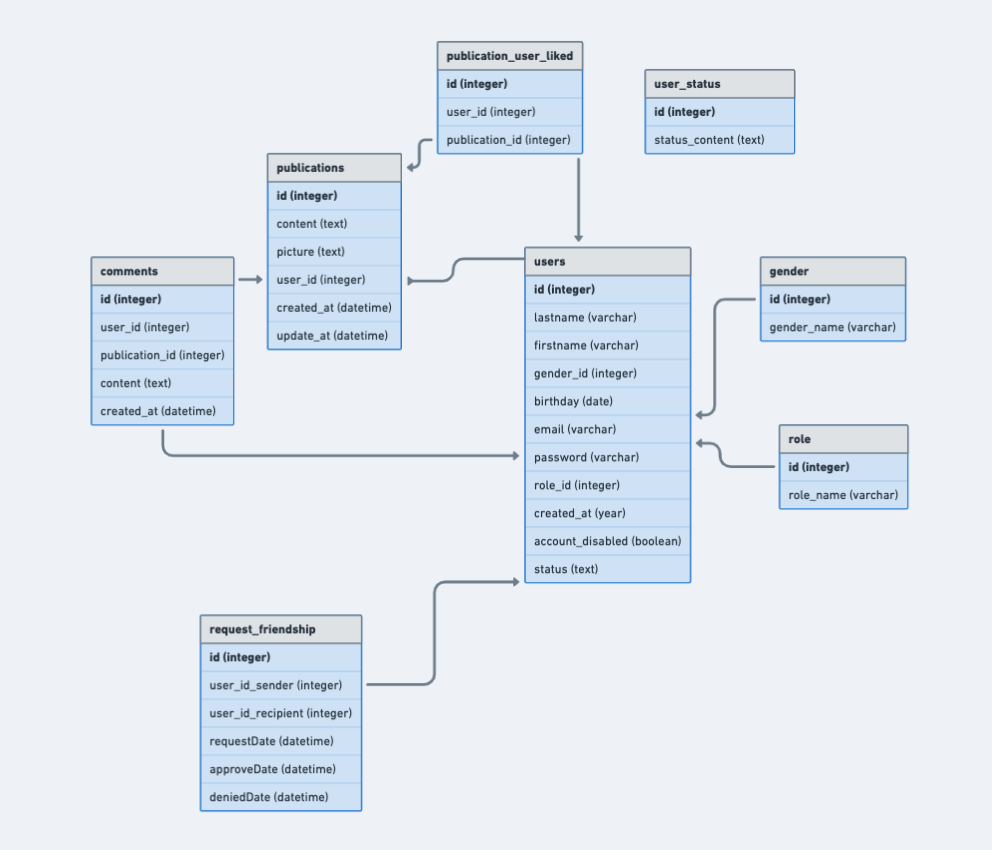 publication_user_liked
id (integer)
user_id (integer)
publication_id (integer)
user_status
id (integer)
status_content (text)
publications
id (integer)
content (text)
picture (text)
user_id (integer)
created_at (datetime)
update_at (datetime)
comments
id (integer)
user_id (integer)
publication_id (integer)
content (text)
created_at (datetime)
users
id (integer)
lastname (varchar)
firstname (varchar)
gender_id (integer)
birthday (date)
email (varchar)
password (varchar)
role_id (integer)
created_at (year)
account_disabled (boolean)
status (text)
gender
id (integer)
gender_name (varchar)
role
id (integer)
role_name (varchar)
request_friendship
id (integer)
user_id_sender (integer)
user_id_recipient (integer)
requestDate (datetime)
approveDate (datetime)
deniedDate (datetime)